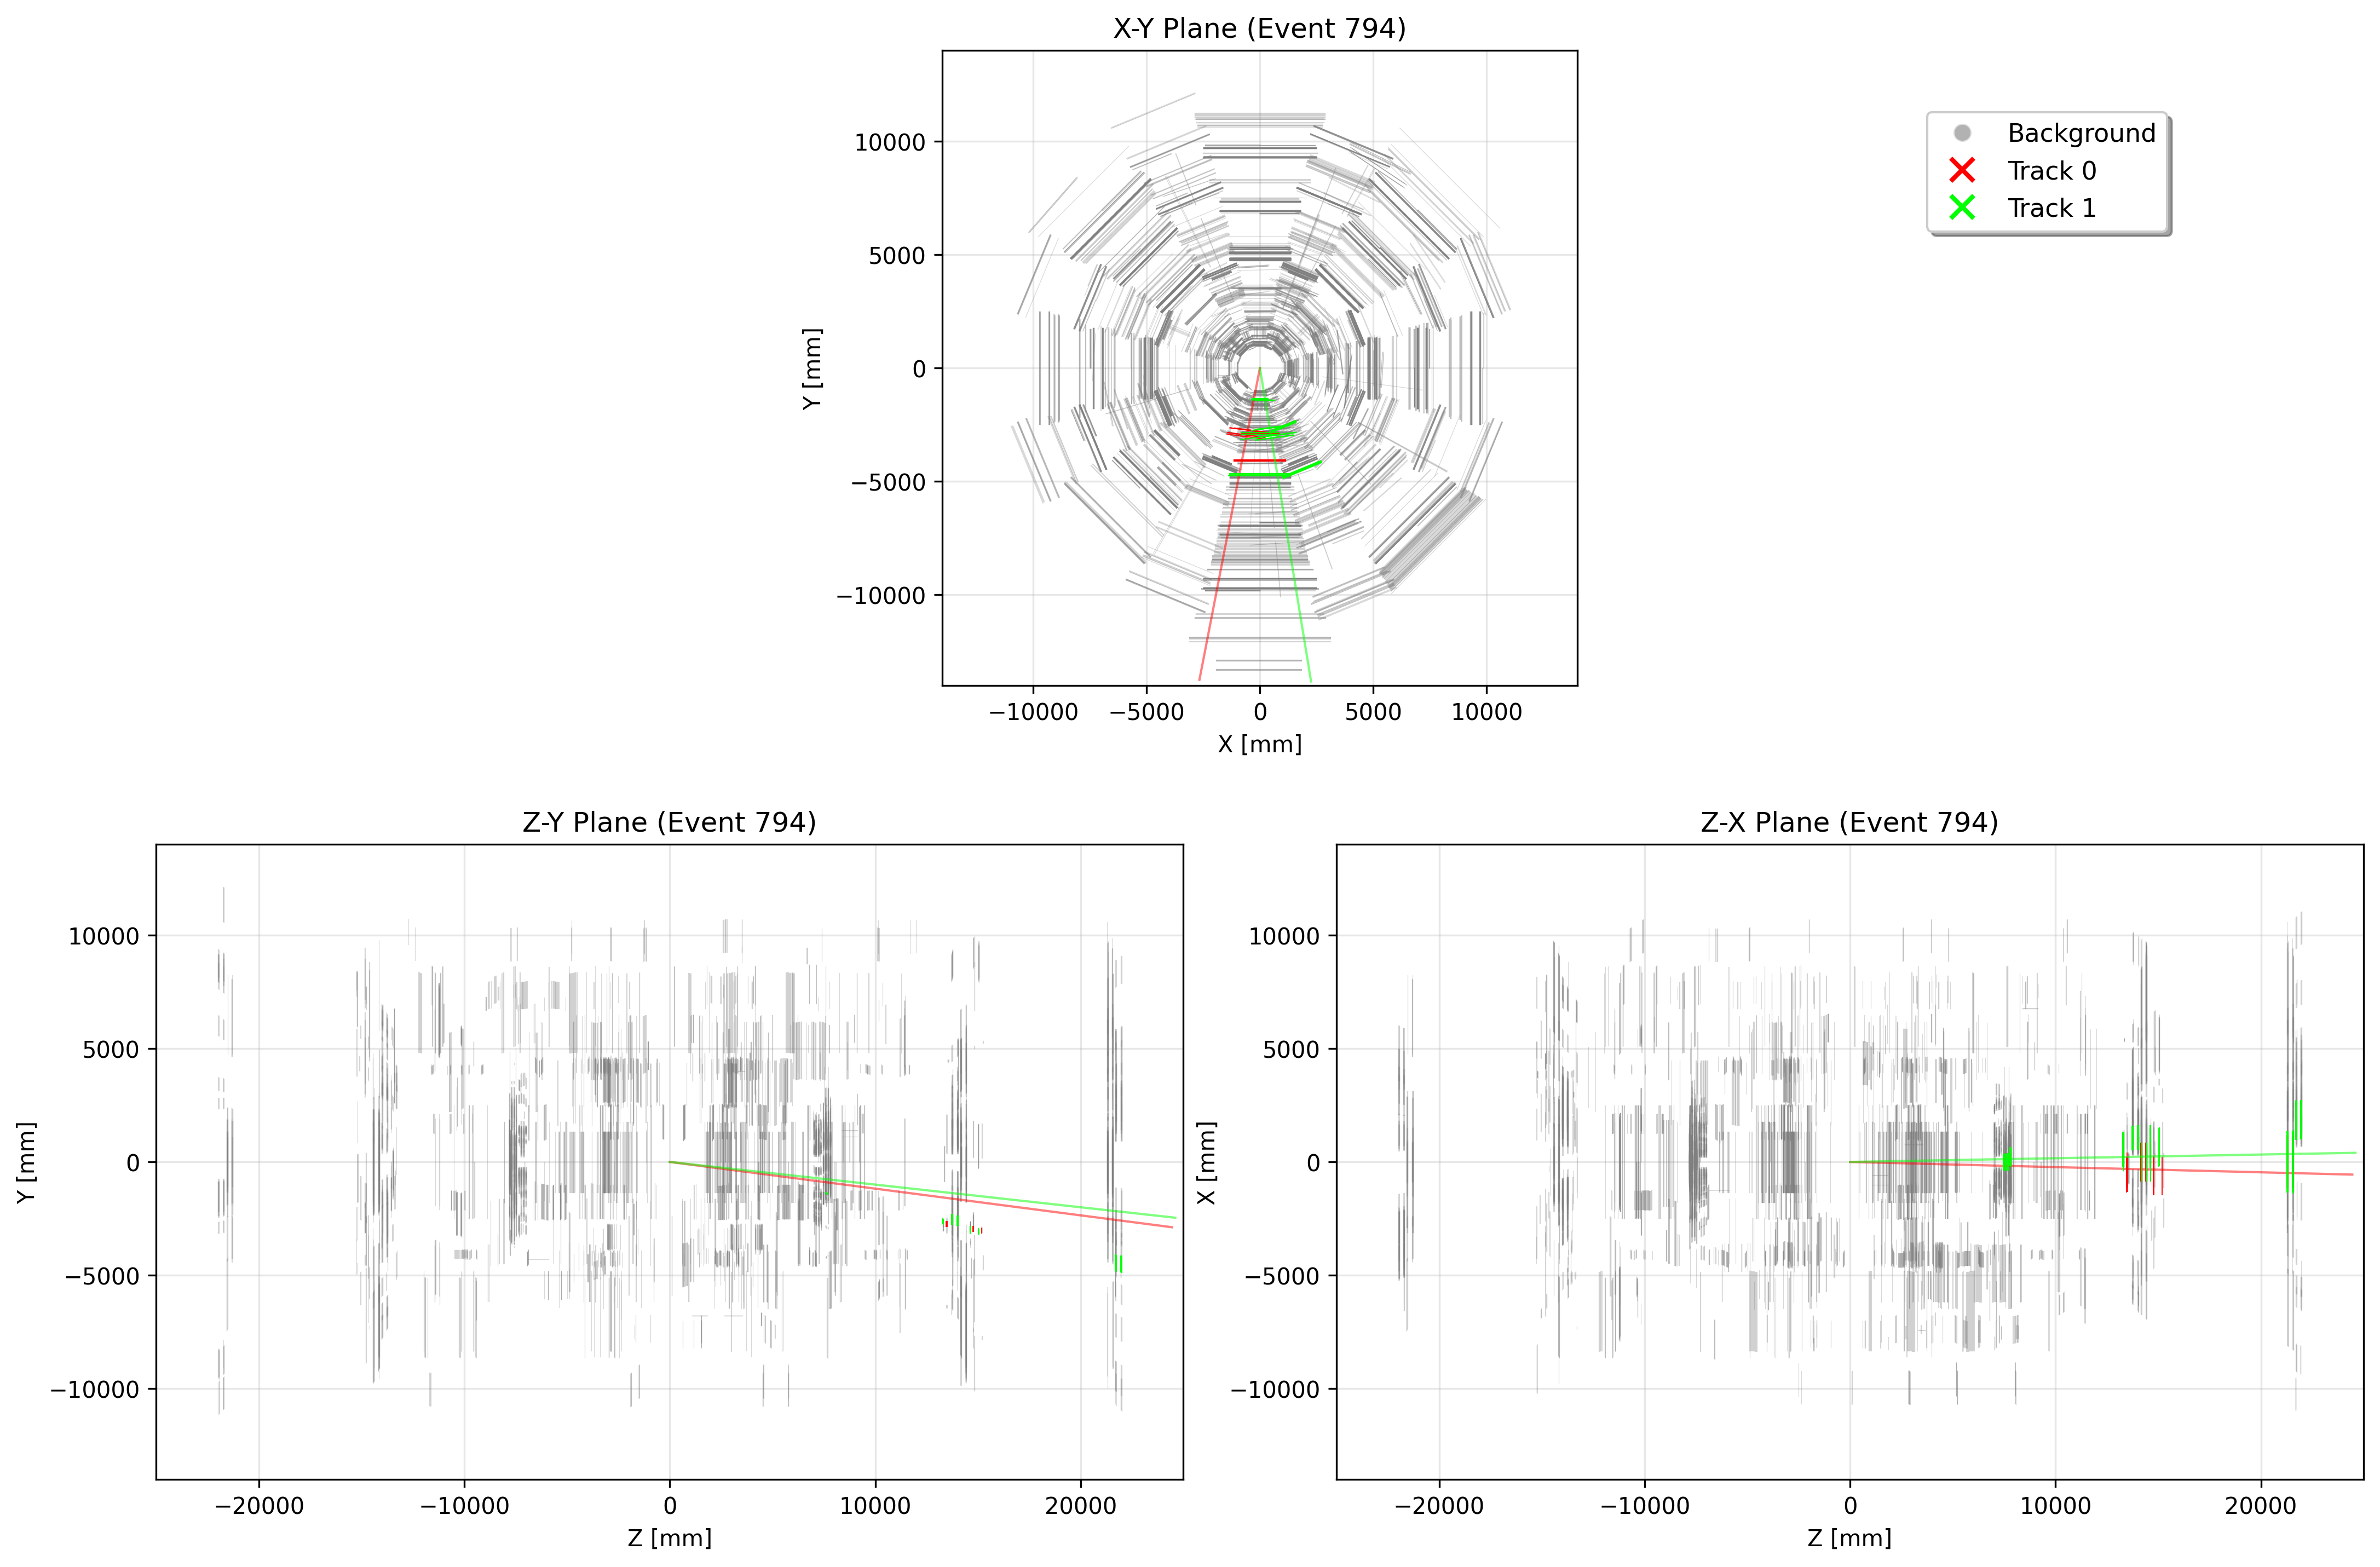 X-Y Plane (Event 794)
Background
Track 0
Track 1
10000
5000
0
−5000
−10000
Y [mm]
−10000 −5000 0 5000 10000
X [mm]
Z-Y Plane (Event 794)
10000
5000
0
−5000
−10000
Y [mm]
−20000 −10000 0 10000 20000
Z [mm]
Z-X Plane (Event 794)
10000
5000
0
−5000
−10000
X [mm]
−20000 −10000 0 10000 20000
Z [mm]